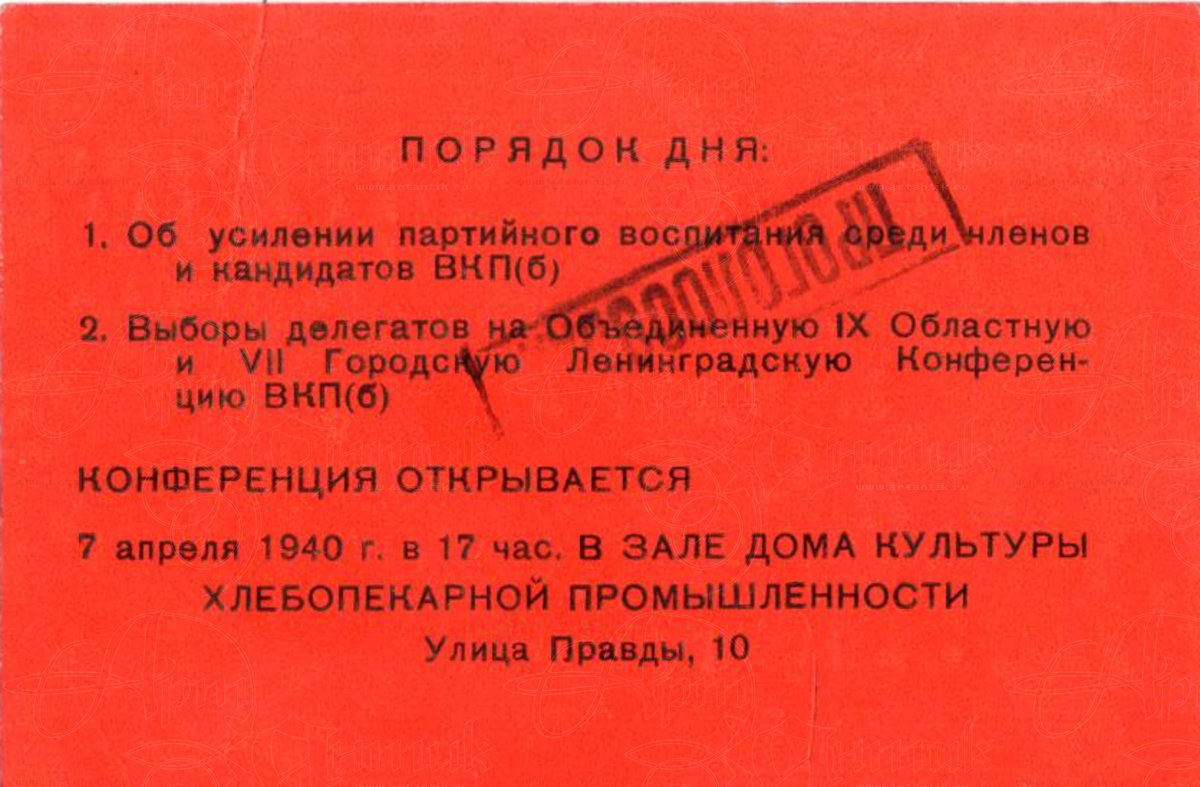 ПОРЯДОК ДНЯ:
1. Об усилении партийного воспитания среди членов
и кандидатов ВКП(б)
2. Выборы делегатов на Объединенную IX Областную
и VII Городскую Ленинградскую Конферен-
цию ВКП(б)
КОНФЕРЕНЦИЯ ОТКРЫВАЕТСЯ
7 апреля 1940 г. в 17 час. В ЗАЛЕ ДОМА КУЛЬТУРЫ
ХЛЕБОПЕКАРНОЙ ПРОМЫШЛЕННОСТИ
Улица Правды, 10